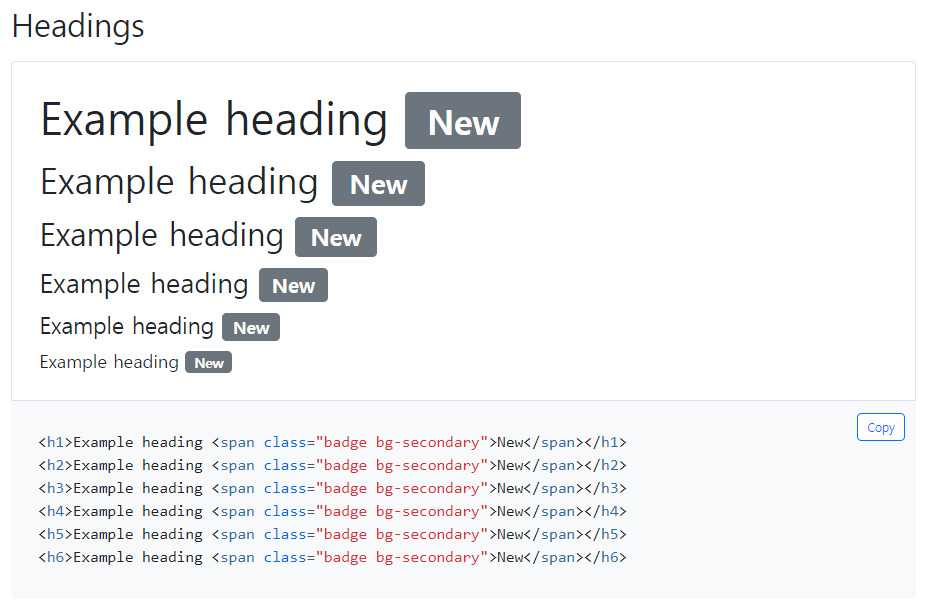 Headings
Example heading New
Example heading New
Example heading New
Example heading New
Example heading New
Example heading New
Copy
<h1>Example heading <span class="badge bg-secondary">New</span></h1>
<h2>Example heading <span class="badge bg-secondary">New</span></h2>
<h3>Example heading <span class="badge bg-secondary">New</span></h3>
<h4>Example heading <span class="badge bg-secondary">New</span></h4>
<h5>Example heading <span class="badge bg-secondary">New</span></h5>
<h6>Example heading <span class="badge bg-secondary">New</span></h6>